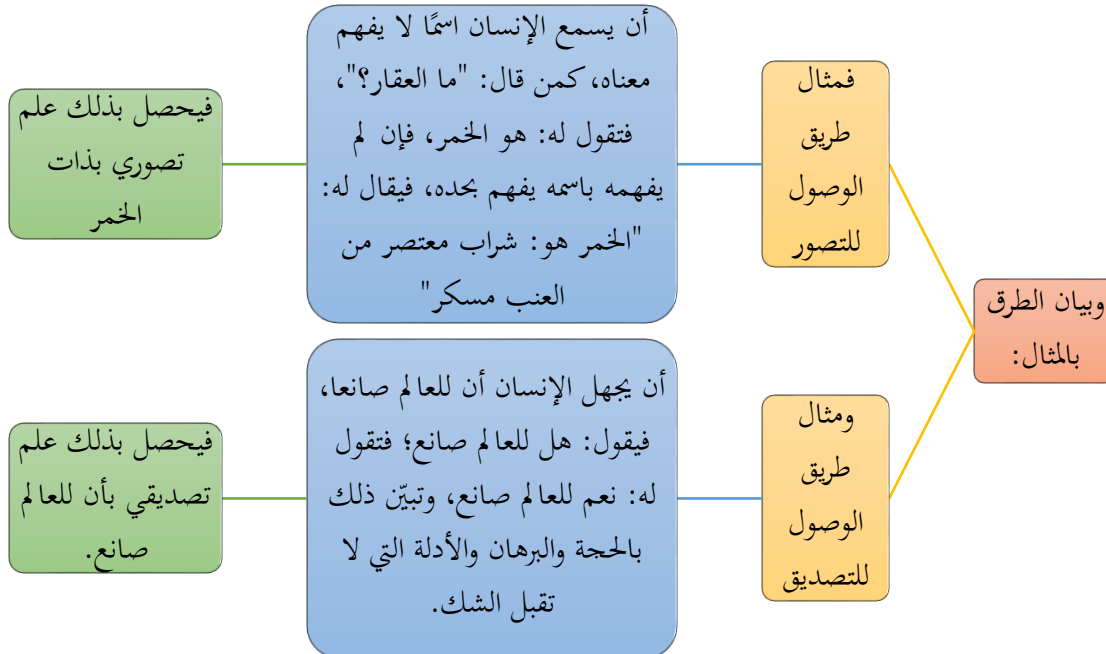 وبيان الطرق
بالمثال:
فمثال
طريق
الوصول
للتصور
أن يسمع الإنسان اسمًا لا يفهم
معناه، كمن قال: "ما العقار؟"،
فتقول له: هو الخمر، فإن لم
يفهمه باسمه يفهم بحده، فيقال له:
"الخمر هو: شراب معتصر من
العنب مسكر"
فيحصل بذلك علم
تصوري بذات
الخمر
ومثال
طريق
الوصول
للتصديق
أن يجهل الإنسان أن للعالم صانعا،
فيقول: هل للعالم صانع؛ فتقول
له: نعم للعالم صانع، وتبيّن ذلك
بالحجة والبرهان والأدلة التي لا
تقبل الشك.
فيحصل بذلك علم
تصديقي بأن للعالم
صانع.